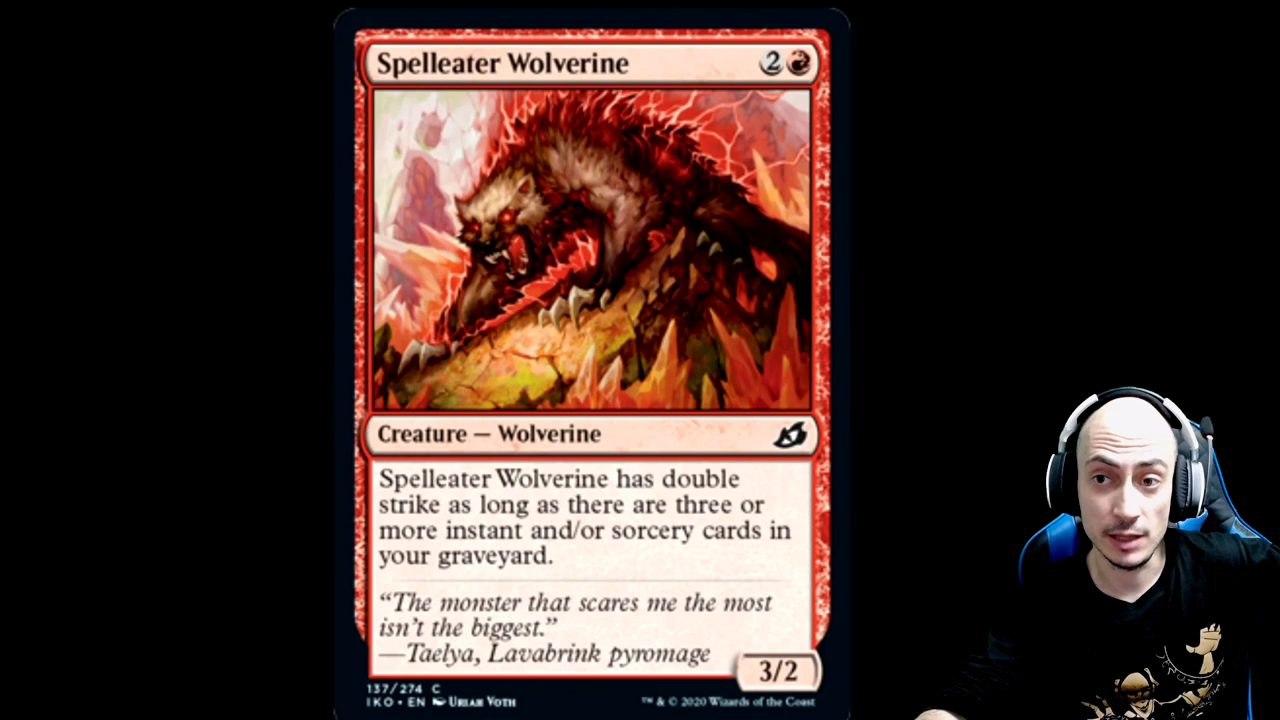 Spelleater Wolverine 2
Creature — Wolverine
Spelleater Wolverine has double
strike as long as there are three or
more instant and/or sorcery cards in
your graveyard.
“The monster that scares me the most
isn’t the biggest.”
—Taelya, Lavabrink pyromage
3/2
137/274 C
IKO • EN Uriah Voth
™ & © 2020 Wizards of the Coast